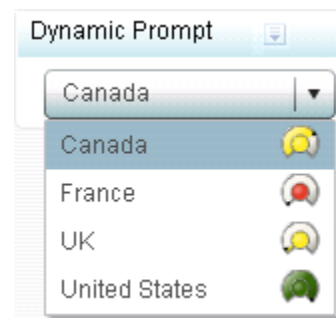 Dynamic Prompt
Canada
Canada
France
UK
United States